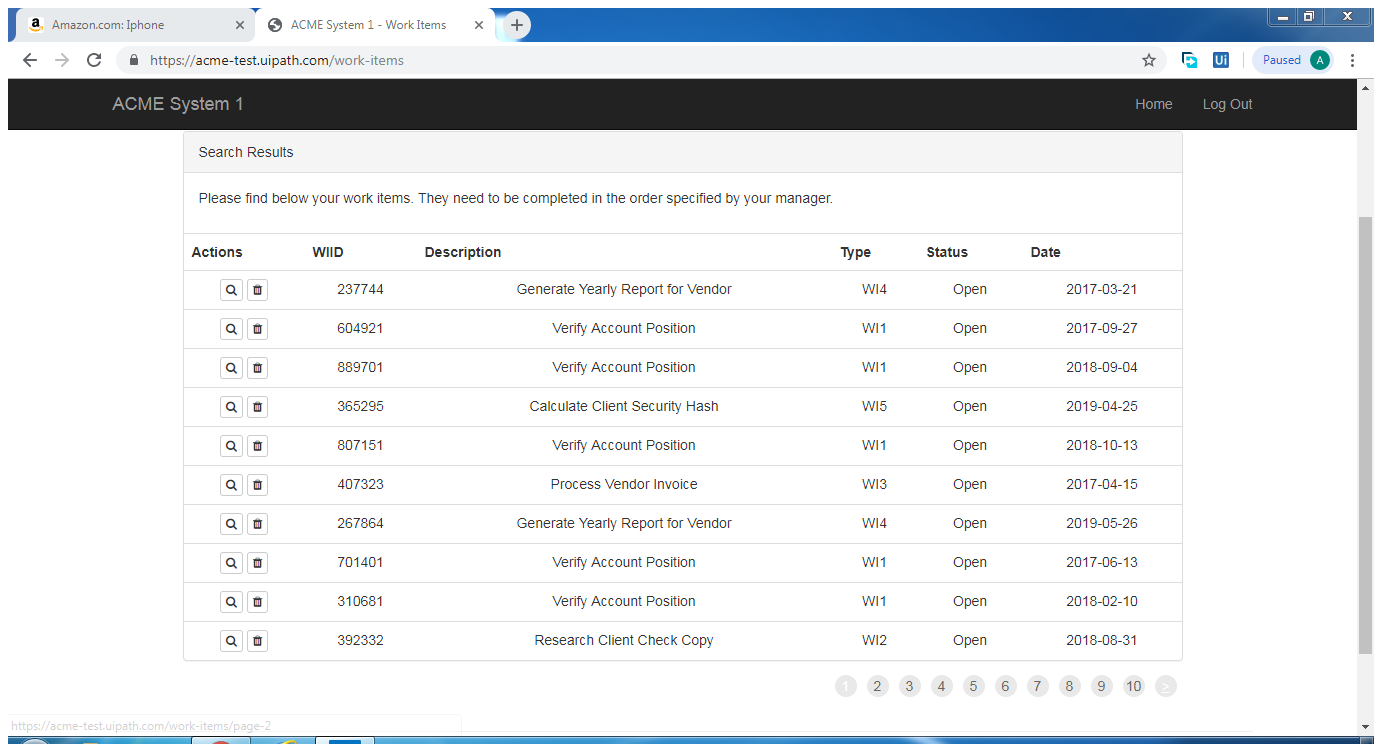 Amazon.com: Iphone
ACME System 1 - Work Items
https://acme-test.uipath.com/work-items
Ui
Paused A
ACME System 1
Home Log Out
Search Results
Please find below your work items. They need to be completed in the order specified by your manager.
Actions WIID Description Type Status Date
237744 Generate Yearly Report for Vendor WI4 Open 2017-03-21
604921 Verify Account Position WI1 Open 2017-09-27
889701 Verify Account Position WI1 Open 2018-09-04
365295 Calculate Client Security Hash WI5 Open 2019-04-25
807151 Verify Account Position WI1 Open 2018-10-13
407323 Process Vendor Invoice WI3 Open 2017-04-15
267864 Generate Yearly Report for Vendor WI4 Open 2019-05-26
701401 Verify Account Position WI1 Open 2017-06-13
310681 Verify Account Position WI1 Open 2018-02-10
392332 Research Client Check Copy WI2 Open 2018-08-31
1 2 3 4 5 6 7 8 9 10 >
https://acme-test.uipath.com/work-items/page-2